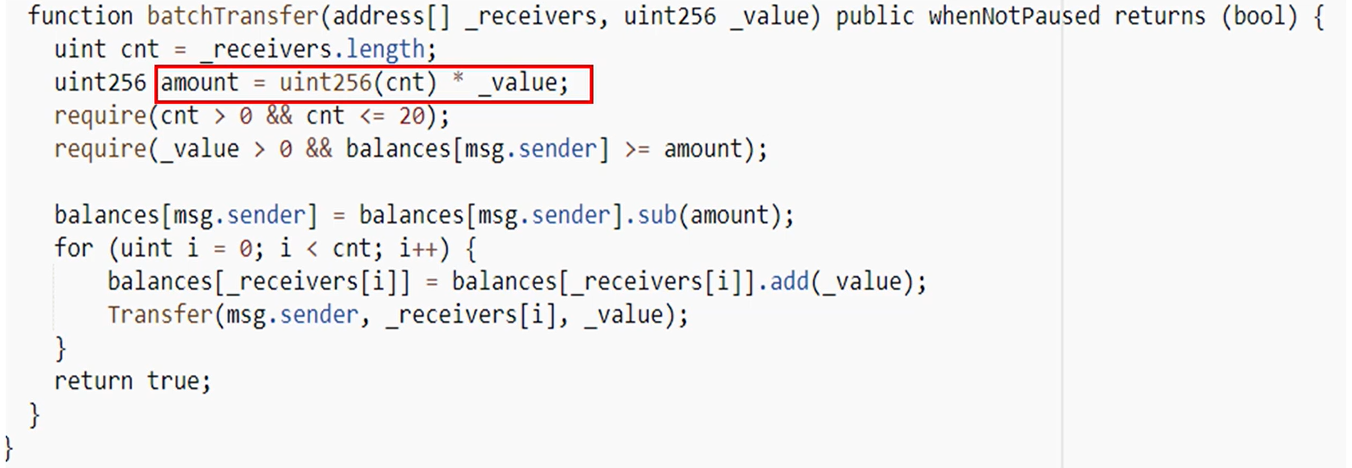 function batchTransfer(address[] _receivers, uint256 _value) public whenNotPaused returns (bool) {
uint cnt = _receivers.length;
uint256 amount = uint256(cnt) * _value;
require(cnt > 0 && cnt <= 20);
require(_value > 0 && balances[msg.sender] >= amount);
balances[msg.sender] = balances[msg.sender].sub(amount);
for (uint i = 0; i < cnt; i++) {
balances[_receivers[i]] = balances[_receivers[i]].add(_value);
Transfer(msg.sender, _receivers[i], _value);
}
return true;
}
}